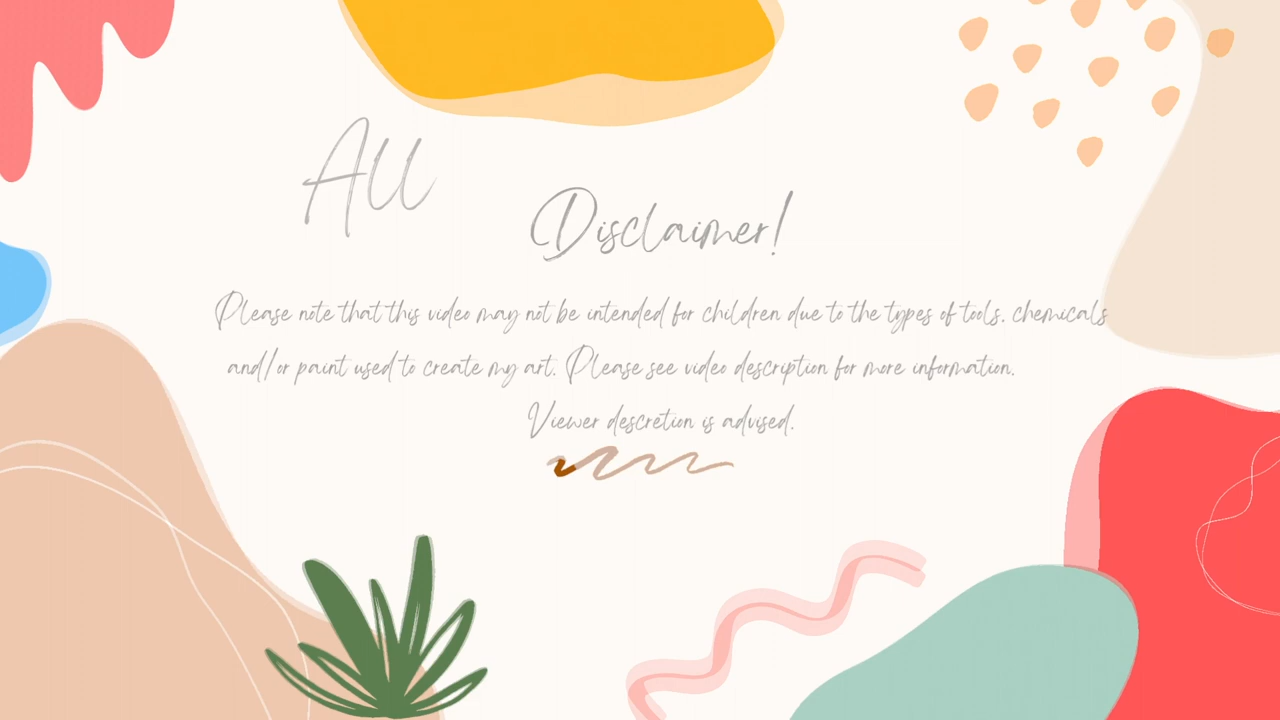 All
Disclaimer!
Please note that this video may not be intended for children due to the types of tools, chemicals
and/or paint used to create my art. Please see video description for more information.
Viewer descretion is advised.